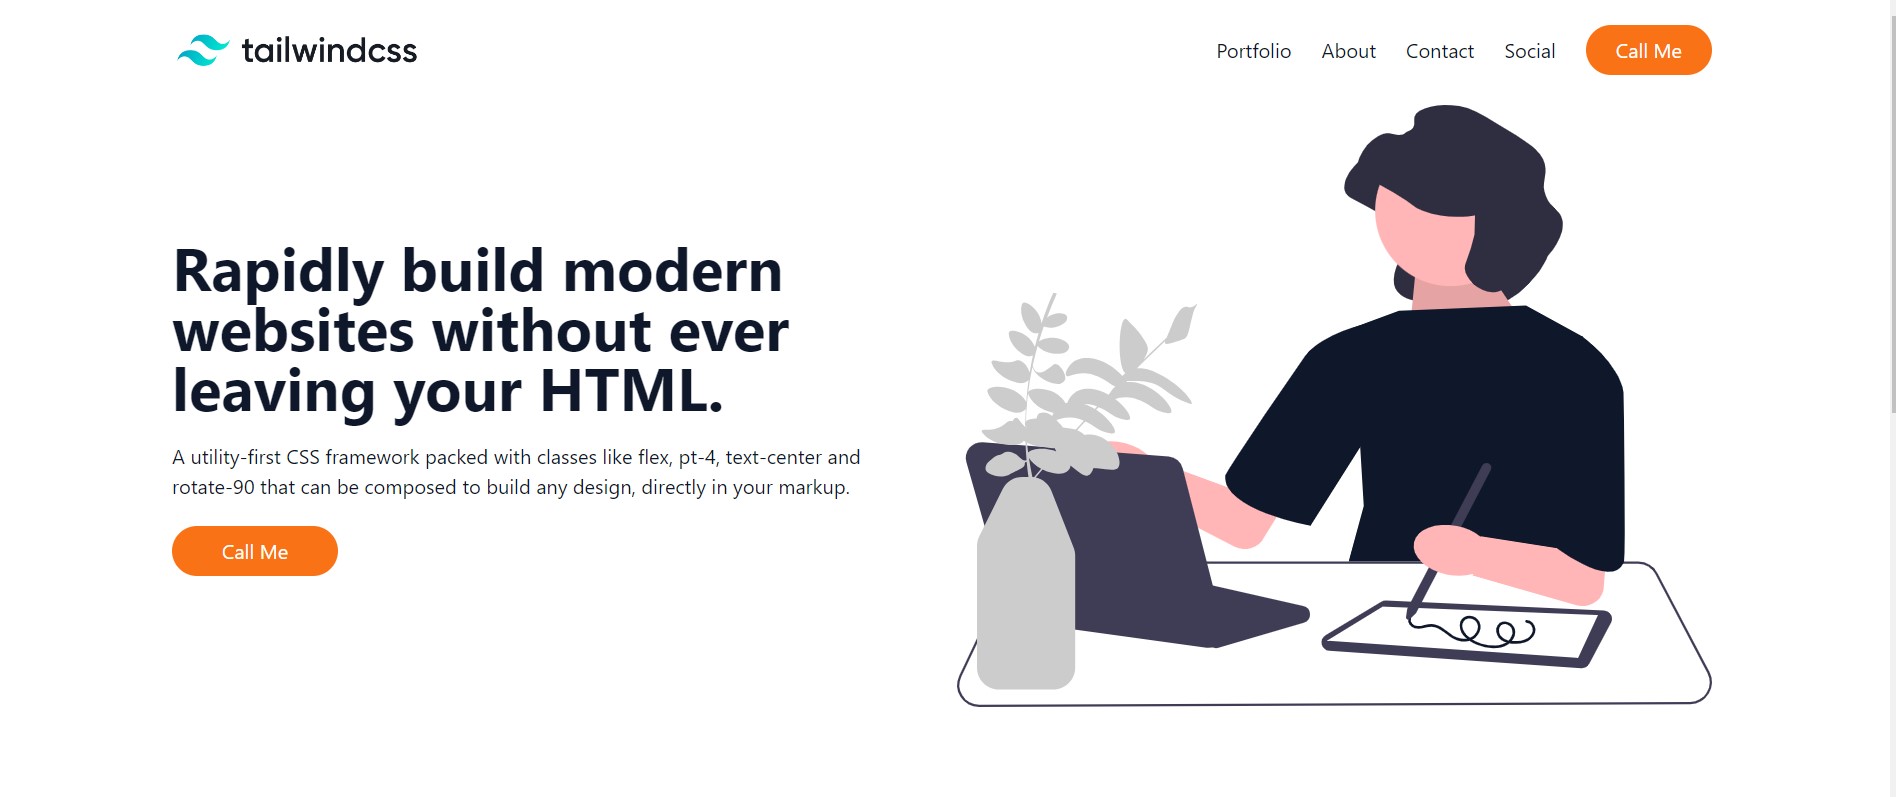 tailwindcss
Portfolio About Contact Social Call Me
Rapidly build modern
websites without ever
leaving your HTML.
A utility-first CSS framework packed with classes like flex, pt-4, text-center and
rotate-90 that can be composed to build any design, directly in your markup.
Call Me